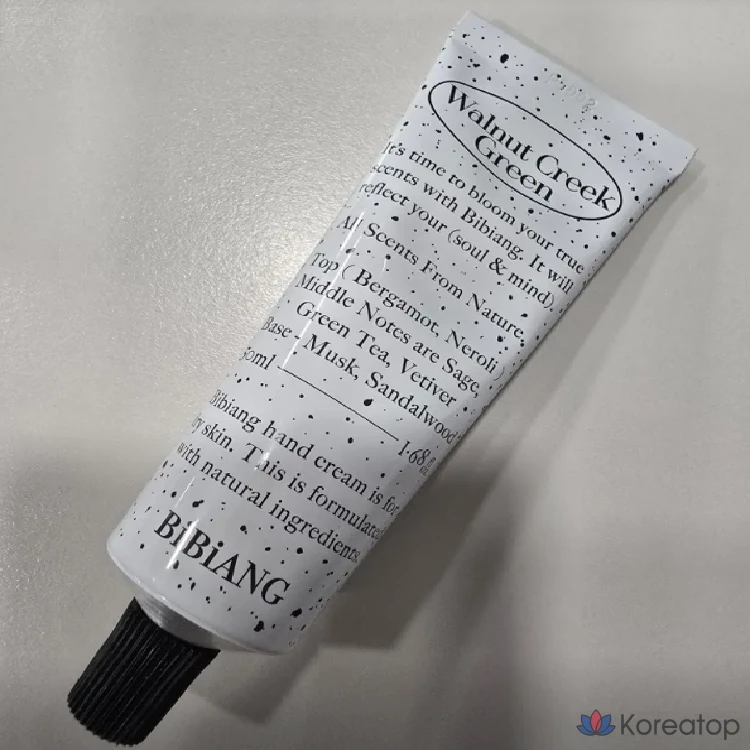 Walnut Creek
Green
It's time to bloom your true
scents with Bibiang. It will
reflect your (soul & mind).
All Scents From Nature,
Top ( Bergamot, Neroli )
Middle Notes are Sage,
Green Tea, Vetiver
Base - Musk, Sandalwood
1.68
Bibiang hand cream is for
skin. This is formulated
with natural ingredients.
BiBiANG
Koreatop